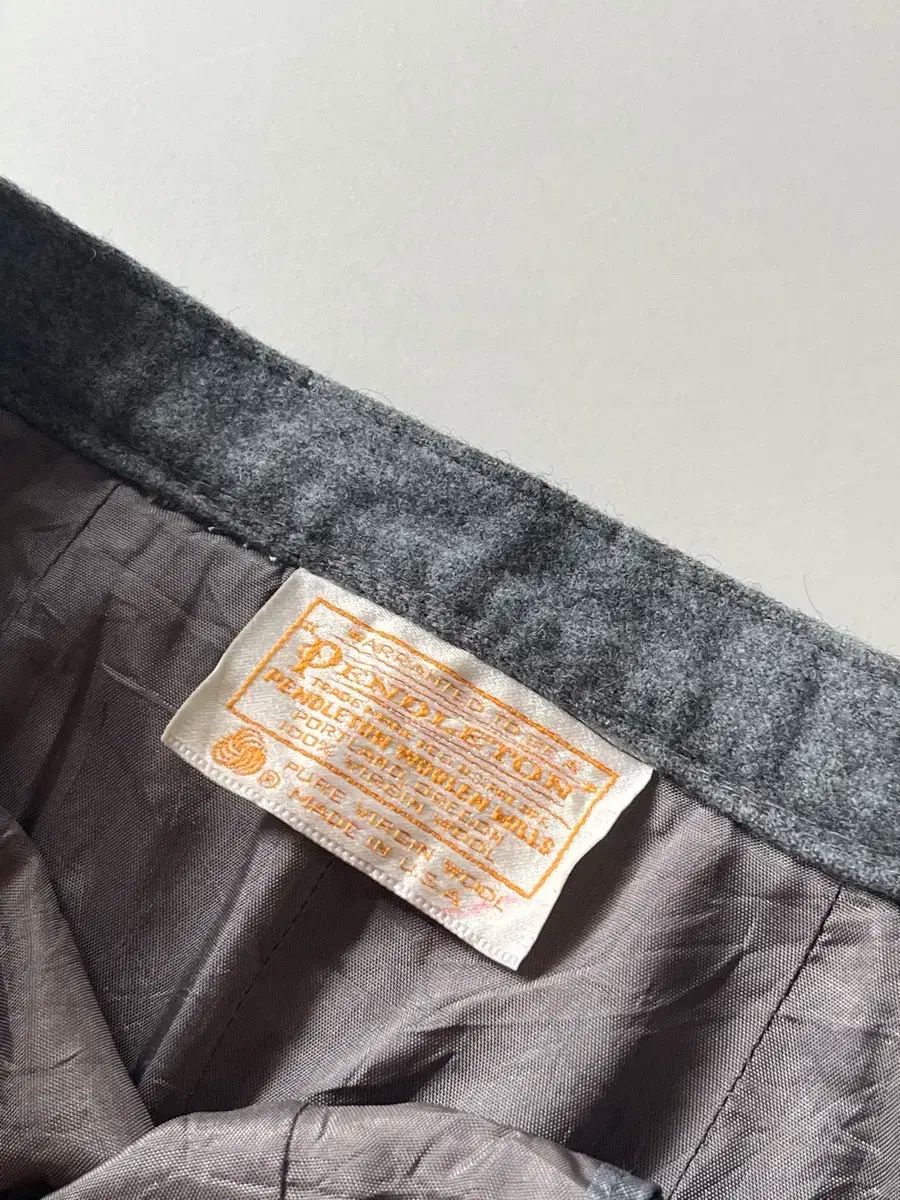 WARRANTED TO BE A
"PENDLETON"
PENDLETON WOOLEN MILLS
PORTLAND, OREGON
100% VIRGIN WOOL
® PURE VIRGIN WOOL
MADE IN U.S.A.